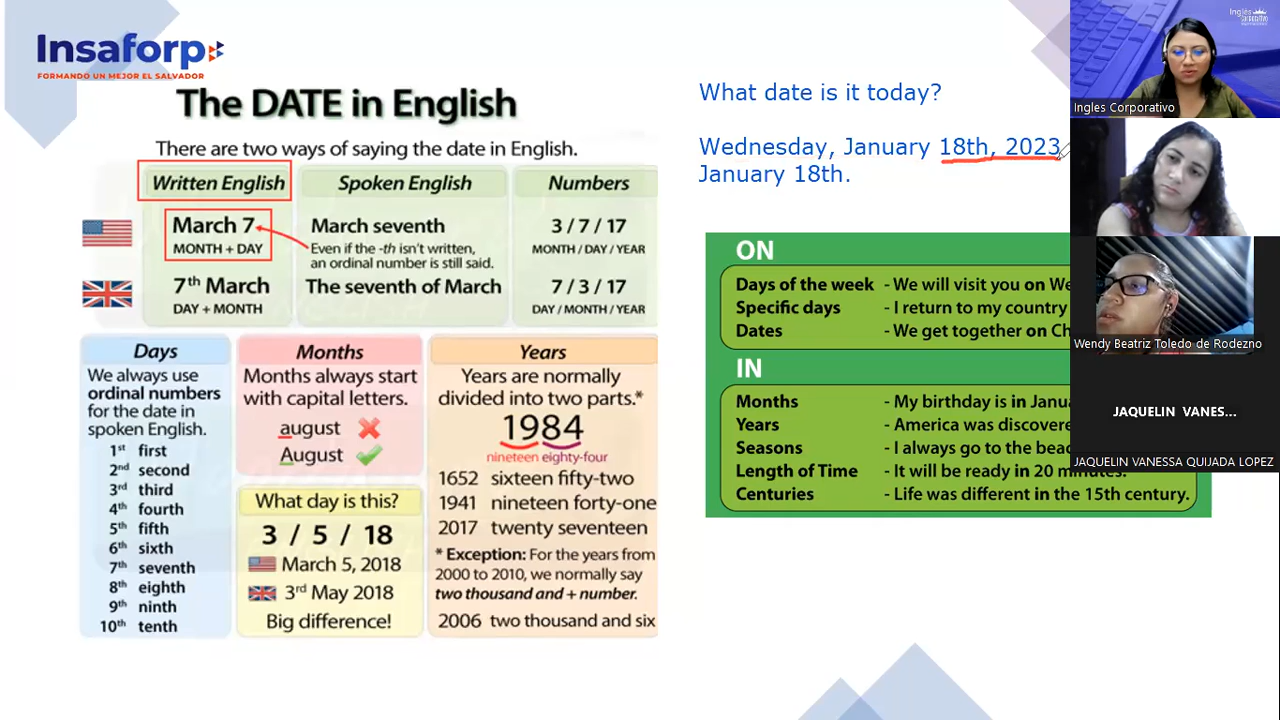 Insaforp
FORMANDO UN MEJOR EL SALVADOR
The DATE in English
There are two ways of saying the date in English.
Written English Spoken English Numbers
March 7 March seventh 3 / 7 / 17
MONTH + DAY Even if the -th isn't written, MONTH / DAY / YEAR
an ordinal number is still said.
7th March The seventh of March 7 / 3 / 17
DAY + MONTH DAY / MONTH / YEAR
Days
We always use
ordinal numbers
for the date in
spoken English.
1st first
2nd second
3rd third
4th fourth
5th fifth
6th sixth
7th seventh
8th eighth
9th ninth
10th tenth
Months
Months always start
with capital letters.
august
August
What day is this?
3 / 5 / 18
March 5, 2018
3rd May 2018
Big difference!
Years
Years are normally
divided into two parts.*
1984
nineteen eighty-four
1652 sixteen fifty-two
1941 nineteen forty-one
2017 twenty seventeen
* Exception: For the years from
2000 to 2010, we normally say
two thousand and + number.
2006 two thousand and six
What date is it today?
Wednesday, January 18th, 2023
January 18th.
ON
Days of the week - We will visit you on We
Specific days - I return to my country
Dates - We get together on Ch
IN
Months - My birthday is in Janua
Years - America was discovere
Seasons - I always go to the beac
Length of Time - It will be ready in 20 minutes.
Centuries - Life was different in the 15th century.
Inglés
Ingles Corporativo
Wendy Beatriz Toledo de Rodezno
JAQUELIN VANES...
JAQUELIN VANESSA QUIJADA LOPEZ